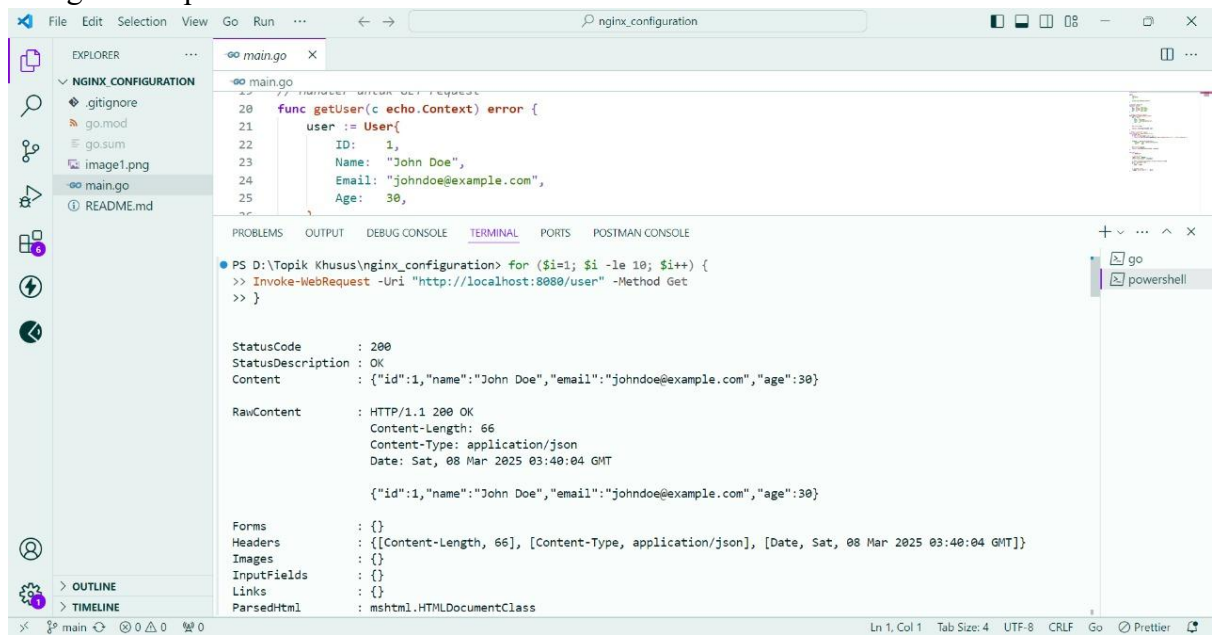 File Edit Selection View Go Run ... nginx_configuration
EXPLORER ...
NGINX_CONFIGURATION
.gitignore
go.mod
go.sum
image1.png
main.go
README.md
OUTLINE
TIMELINE
main.go
main.go
20 func getUser(c echo.Context) error {
21 user := User{
22 ID: 1,
23 Name: "John Doe",
24 Email: "johndoe@example.com",
25 Age: 30,
PROBLEMS OUTPUT DEBUG CONSOLE TERMINAL PORTS POSTMAN CONSOLE
PS D:\Topik Khusus\nginx_configuration> for ($i=1; $i -le 10; $i++) {
>> Invoke-WebRequest -Uri "http://localhost:8080/user" -Method Get
>> }
StatusCode : 200
StatusDescription : OK
Content : {"id":1,"name":"John Doe","email":"johndoe@example.com","age":30}
RawContent : HTTP/1.1 200 OK
Content-Length: 66
Content-Type: application/json
Date: Sat, 08 Mar 2025 03:40:04 GMT
{"id":1,"name":"John Doe","email":"johndoe@example.com","age":30}
Forms : {}
Headers : {[Content-Length, 66], [Content-Type, application/json], [Date, Sat, 08 Mar 2025 03:40:04 GMT]}
Images : {}
InputFields : {}
Links : {}
ParsedHtml : mshtml.HTMLDocumentClass
go
powershell
6
1
main 0 0 0 Ln 1, Col 1 Tab Size: 4 UTF-8 CRLF Go Prettier